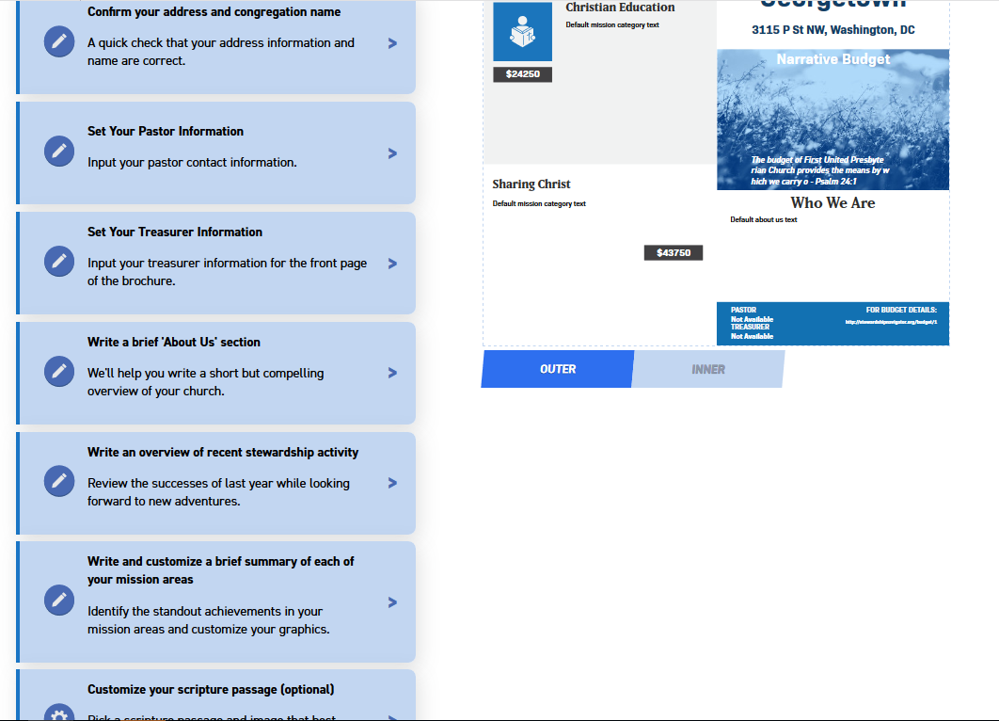 Confirm your address and congregation name
A quick check that your address information and
name are correct.
>
Set Your Pastor Information
Input your pastor contact information.
>
Set Your Treasurer Information
Input your treasurer information for the front page
of the brochure.
>
Write a brief 'About Us' section
We'll help you write a short but compelling
overview of your church.
>
Write an overview of recent stewardship activity
Review the successes of last year while looking
forward to new adventures.
>
Write and customize a brief summary of each of
your mission areas
Identify the standout achievements in your
mission areas and customize your graphics.
>
Customize your scripture passage (optional)
Pick a scripture passage and image that best
Christian Education
Default mission category text
$24250
Sharing Christ
Default mission category text
$43750
Georgetown
3115 P St NW, Washington, DC
Narrative Budget
The budget of First United Presbyte
rian Church provides the means by w
hich we carry o - Psalm 24:1
Who We Are
Default about us text
PASTOR
Not Available
TREASURER
Not Available
FOR BUDGET DETAILS:
OUTER
INNER